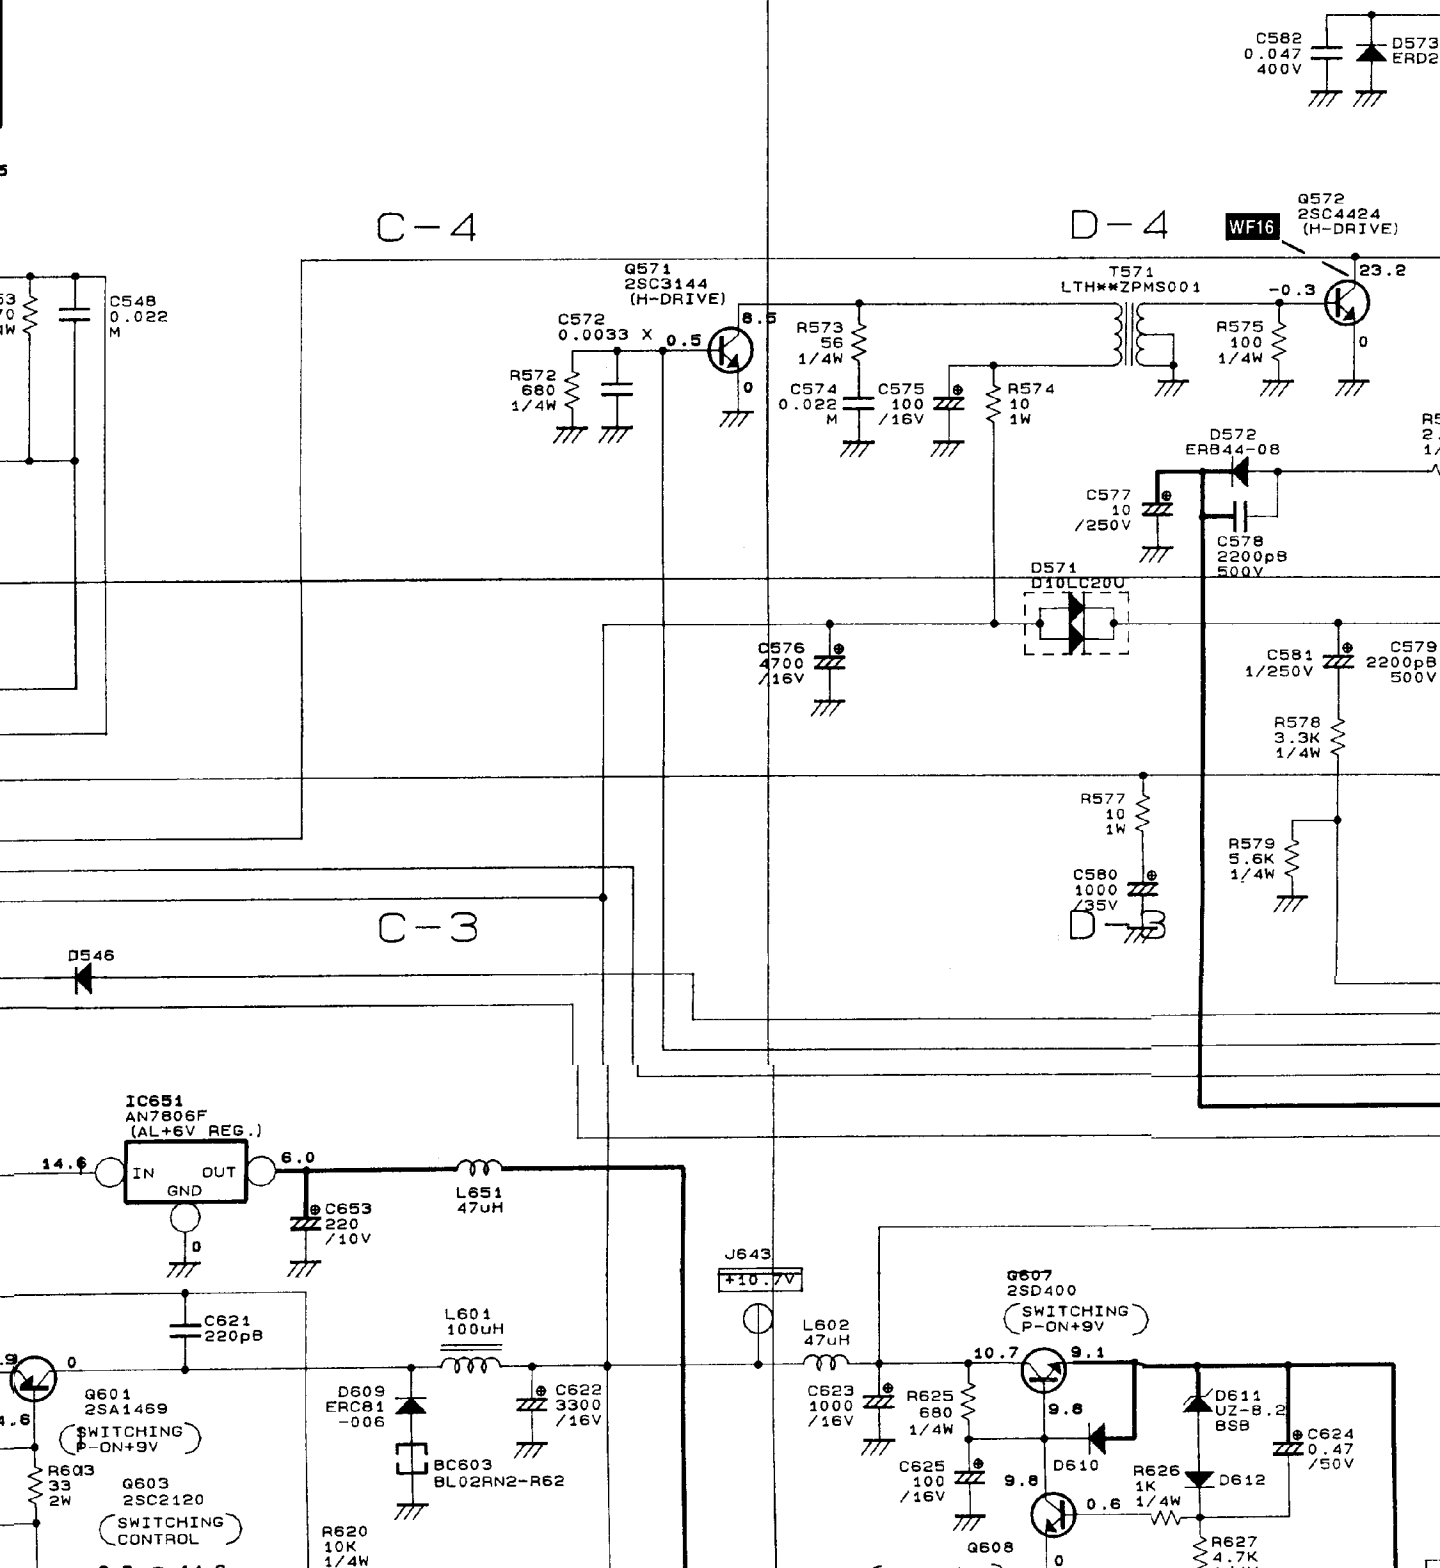 C582
0.047
400V
D573
ERD2
5
C-4
D-4
WF16
Q572
2SC4424
(H-DRIVE)
23.2
-0.3
0
T571
LTH**ZPMS001
R575
100
1/4W
Q571
2SC3144
(H-DRIVE)
8.5
0.5
0
C572
0.0033 X
R572
680
1/4W
53
70
4W
C548
0.022
M
R573
56
1/4W
C574
0.022
M
C575
100
/16V
R574
10
1W
D572
ERB44-08
R5
2.
1/
C577
10
/250V
C578
2200pB
500V
D571
D10LC20U
C576
4700
/16V
C581
1/250V
C579
2200pB
500V
R578
3.3K
1/4W
R577
10
1W
R579
5.6K
1/4W
C580
1000
/35V
C-3
D-3
D546
IC651
AN7806F
(AL+6V REG.)
14.6
IN
OUT
GND
6.0
0
L651
47uH
C653
220
/10V
J643
+10.7V
C621
220pB
L601
100uH
L602
47uH
Q607
2SD400
(SWITCHING
P-ON+9V)
10.7
9.1
9.8
.9
0
4.6
Q601
2SA1469
(SWITCHING
P-ON+9V)
D609
ERC81
-006
C622
3300
/16V
C623
1000
/16V
R625
680
1/4W
D611
UZ-8.2
BSB
C624
0.47
/50V
BC603
BL02RN2-R62
C625
100
/16V
D610
9.8
0.6
R626
1K
1/4W
D612
R603
33
2W
Q603
2SC2120
(SWITCHING
CONTROL)
R620
10K
1/4W
Q608
0
R627
4.7K